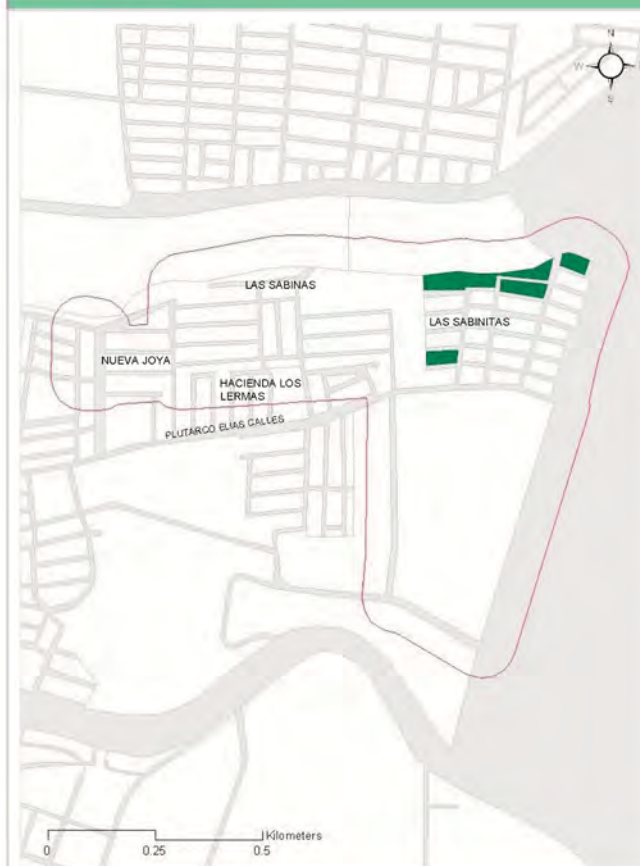 N
W
S
LAS SABINAS
LAS SABINITAS
NUEVA JOYA
HACIENDA LOS
LERMAS
PLUTARCO ELIAS CALLES
Kilometers
0 0.25 0.5